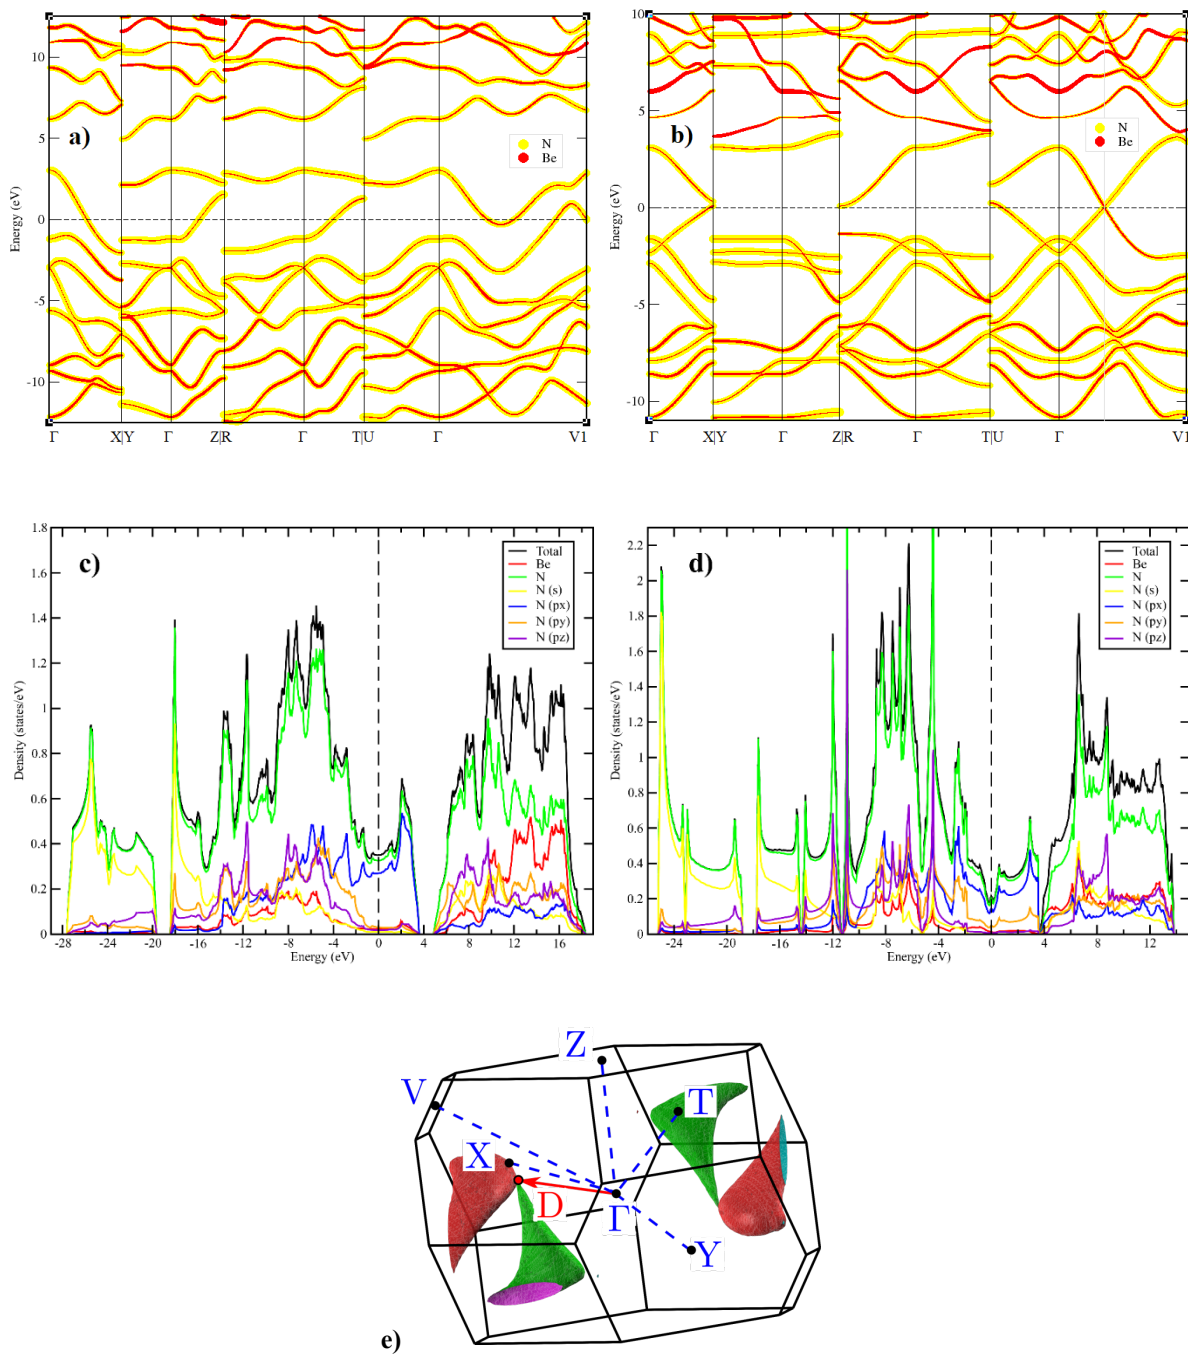 a)
10
5
0
-5
-10
Energy (eV)
N
Be
Γ X|Y Γ Z|R Γ T|U Γ V1
b)
10
5
0
-5
-10
Energy (eV)
N
Be
Γ X|Y Γ Z|R Γ T|U Γ V1
c)
1.8
1.6
1.4
1.2
1
0.8
0.6
0.4
0.2
0
Density (states/eV)
Total
Be
N
N (s)
N (px)
N (py)
N (pz)
-28 -24 -20 -16 -12 -8 -4 0 4 8 12 16
Energy (eV)
d)
2.2
2
1.8
1.6
1.4
1.2
1
0.8
0.6
0.4
0.2
0
Density (states/eV)
Total
Be
N
N (s)
N (px)
N (py)
N (pz)
-24 -20 -16 -12 -8 -4 0 4 8 12
Energy (eV)
Z
V
T
X
D
Γ
Y
e)